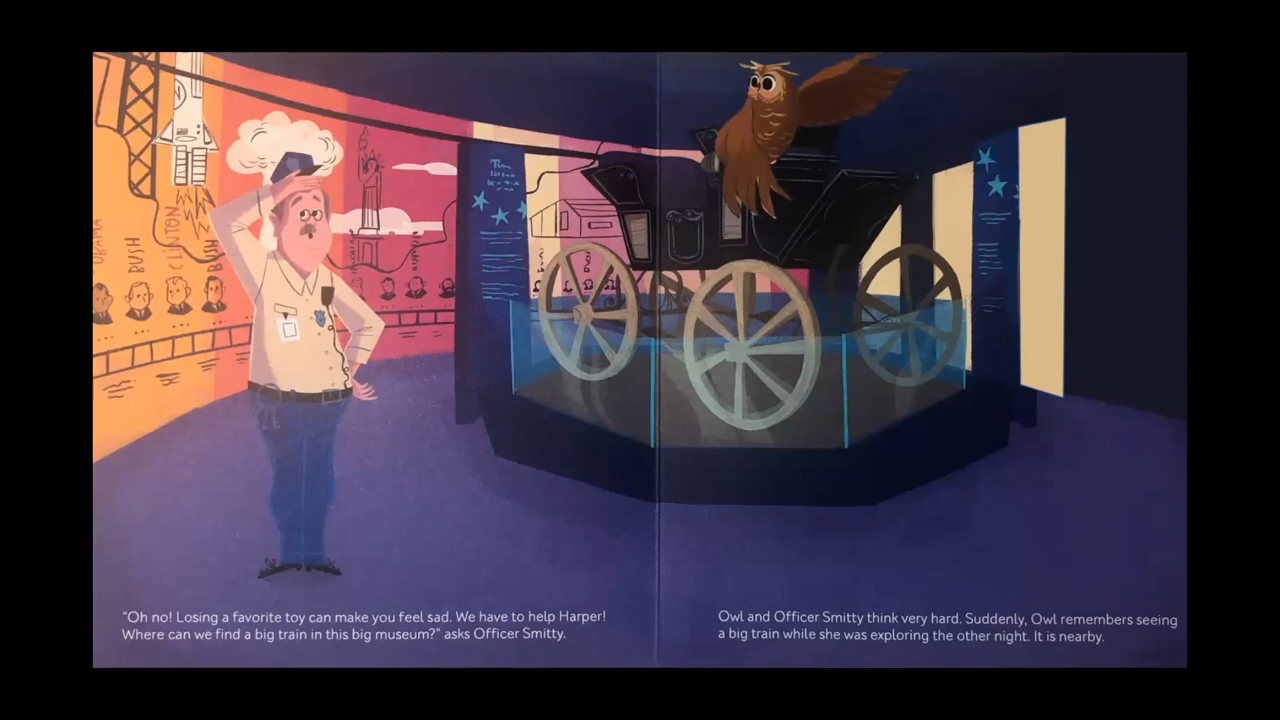 OBAMA
BUSH
CLINTON
BUSH
"Oh no! Losing a favorite toy can make you feel sad. We have to help Harper!
Where can we find a big train in this big museum?" asks Officer Smitty.
Owl and Officer Smitty think very hard. Suddenly, Owl remembers seeing
a big train while she was exploring the other night. It is nearby.